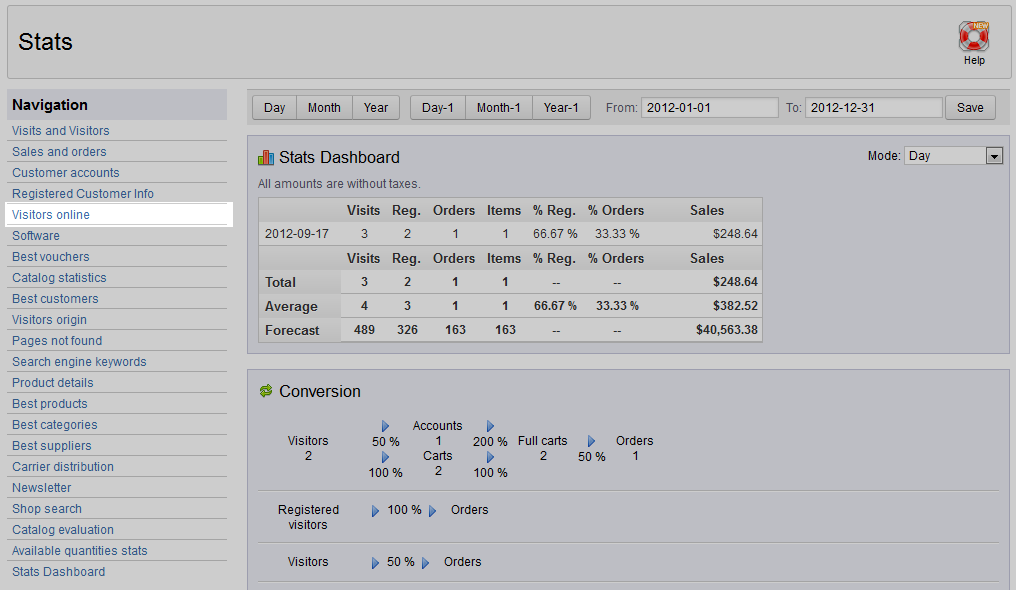 Stats
NEW
Help
Navigation
Visits and Visitors
Sales and orders
Customer accounts
Registered Customer Info
Visitors online
Software
Best vouchers
Catalog statistics
Best customers
Visitors origin
Pages not found
Search engine keywords
Product details
Best products
Best categories
Best suppliers
Carrier distribution
Newsletter
Shop search
Catalog evaluation
Available quantities stats
Stats Dashboard
Day Month Year Day-1 Month-1 Year-1 From: 2012-01-01 To: 2012-12-31 Save
Stats Dashboard
Mode: Day
All amounts are without taxes.
Visits Reg. Orders Items % Reg. % Orders Sales
2012-09-17 3 2 1 1 66.67 % 33.33 % $248.64
Visits Reg. Orders Items % Reg. % Orders Sales
Total 3 2 1 1 -- -- $248.64
Average 4 3 1 1 66.67 % 33.33 % $382.52
Forecast 489 326 163 163 -- -- $40,563.38
Conversion
Visitors
2
50 %
100 %
Accounts
1
Carts
2
200 %
100 %
Full carts
2
50 %
Orders
1
Registered
visitors
100 % Orders
Visitors 50 % Orders